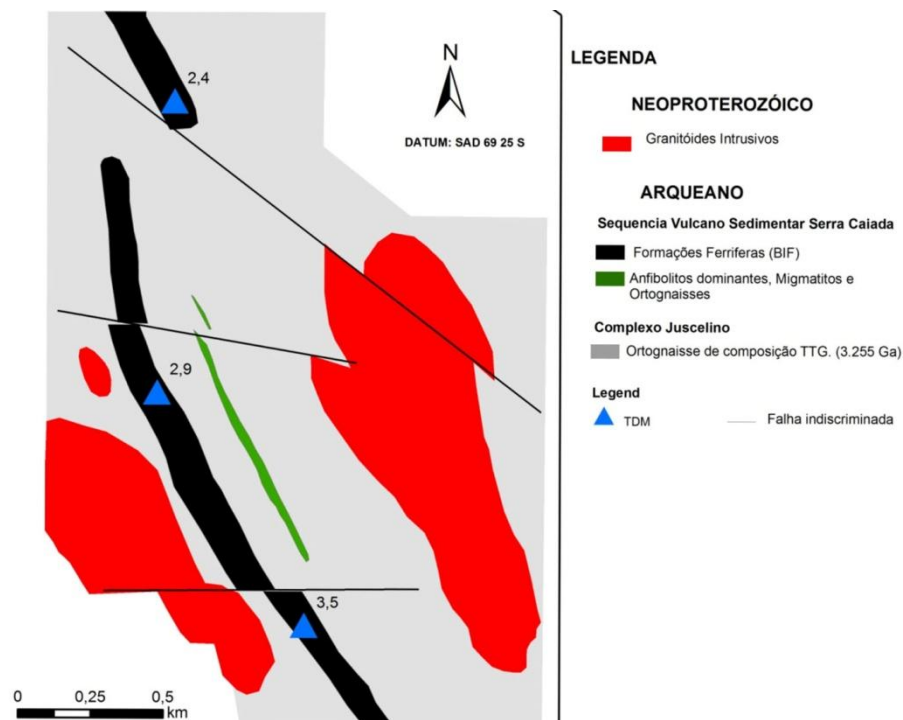 2,4
N
DATUM: SAD 69 25 S
2,9
3,5
0 0,25 0,5
km
LEGENDA
NEOPROTEROZÓICO
Granitóides Intrusivos
ARQUEANO
Sequencia Vulcano Sedimentar Serra Caiada
Formações Ferriferas (BIF)
Anfibolitos dominantes, Migmatitos e
Ortognaisses
Complexo Juscelino
Ortognaisse de composição TTG. (3.255 Ga)
Legend
TDM Falha indiscriminada